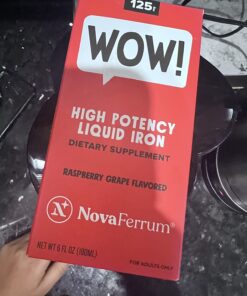 125T
WOW!
HIGH POTENCY
LIQUID IRON
DIETARY SUPPLEMENT
RASPBERRY GRAPE FLAVORED
N
NovaFerrum®
NET WT 6 FL OZ (180ML)
FOR ADULTS ONLY